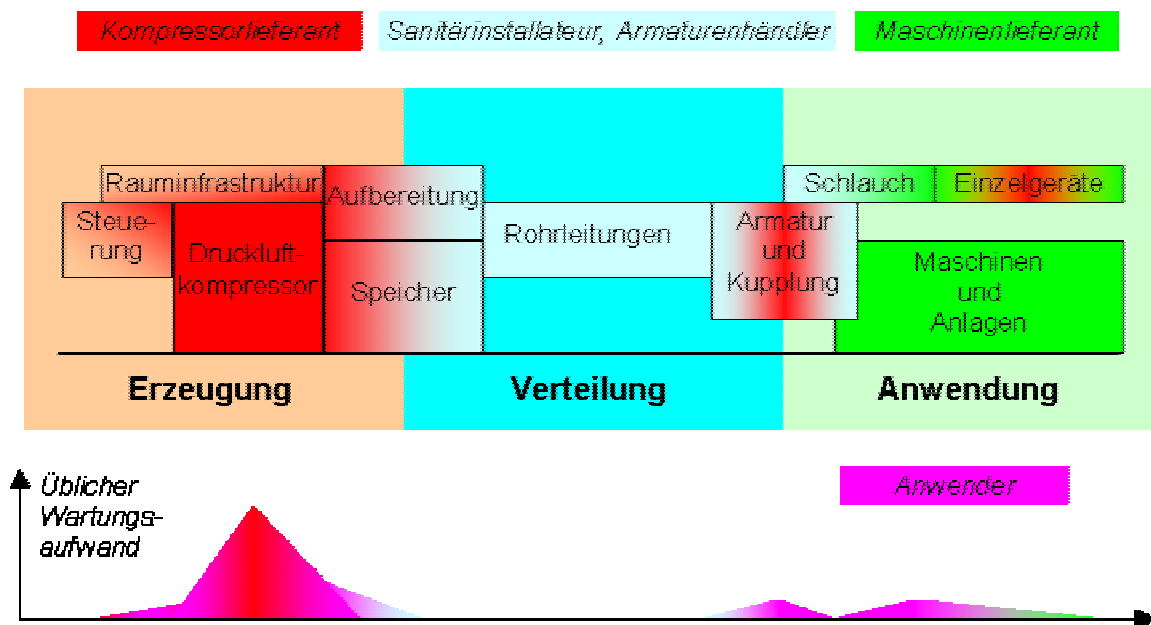 Kompressorlieferant
Sanitärinstallateur, Armaturenhändler
Maschinenlieferant
Rauminfrastruktur
Aufbereitung
Schlauch
Einzelgeräte
Steue-
rung
Druckluft-
kompressor
Speicher
Rohrleitungen
Armatur
und
Kupplung
Maschinen
und
Anlagen
Erzeugung
Verteilung
Anwendung
Üblicher
Wartungs-
aufwand
Anwender